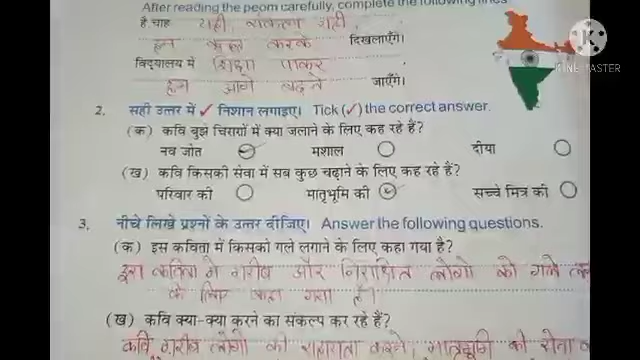 After reading the peom carefully, complete the following lines
है चाह यही, कामना यही,
हम कुछ करके दिखलाएँगे।
विद्यालय में शिक्षा पाकर
हम आगे बढ़ते जाएँगे।
2. सही उत्तर में ✓ निशान लगाइए। Tick (✓) the correct answer.
(क) कवि बुझे चिरागों में क्या जलाने के लिए कह रहे हैं?
नव जोत मशाल दीया
(ख) कवि किसकी सेवा में सब कुछ चढ़ाने के लिए कह रहे हैं?
परिवार की मातृभूमि की सच्चे मित्र की
3. नीचे लिखे प्रश्नों के उत्तर दीजिए। Answer the following questions.
(क) इस कविता में किसको गले लगाने के लिए कहा गया है?
इस कविता में गरीब और निराश्रित लोगो को गले
के लिए कहा गया है।
(ख) कवि क्या-क्या करने का संकल्प कर रहे हैं?
कवि गरीब लोगो की सहायता करने, मातृभूमि की सेवा
KINEMASTER